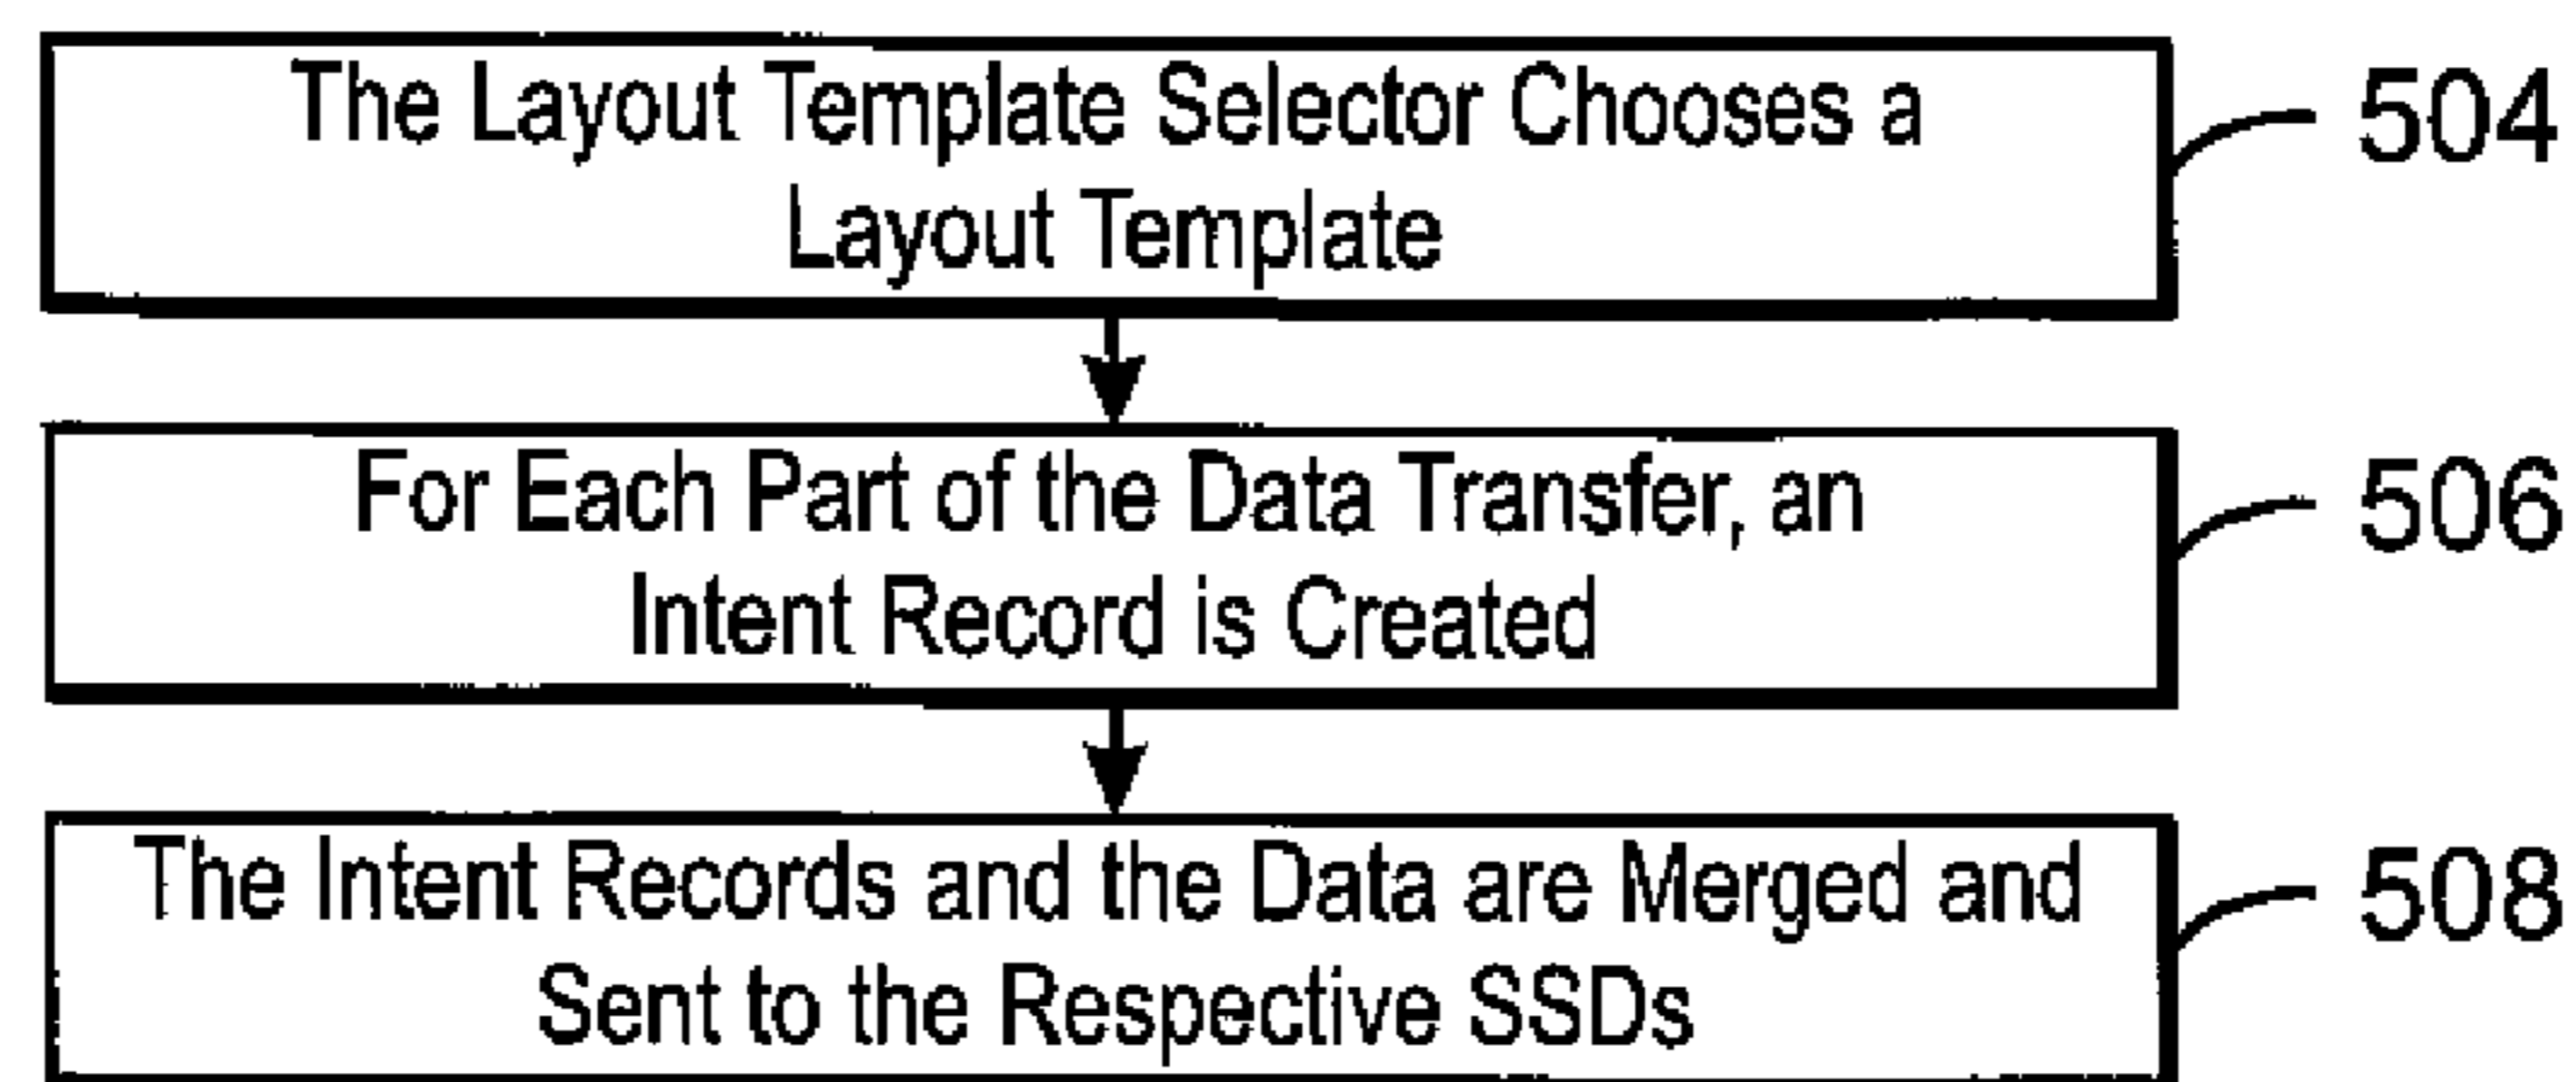 The Layout Template Selector Chooses a
Layout Template
504
For Each Part of the Data Transfer, an
Intent Record is Created
506
The Intent Records and the Data are Merged and
Sent to the Respective SSDs
508